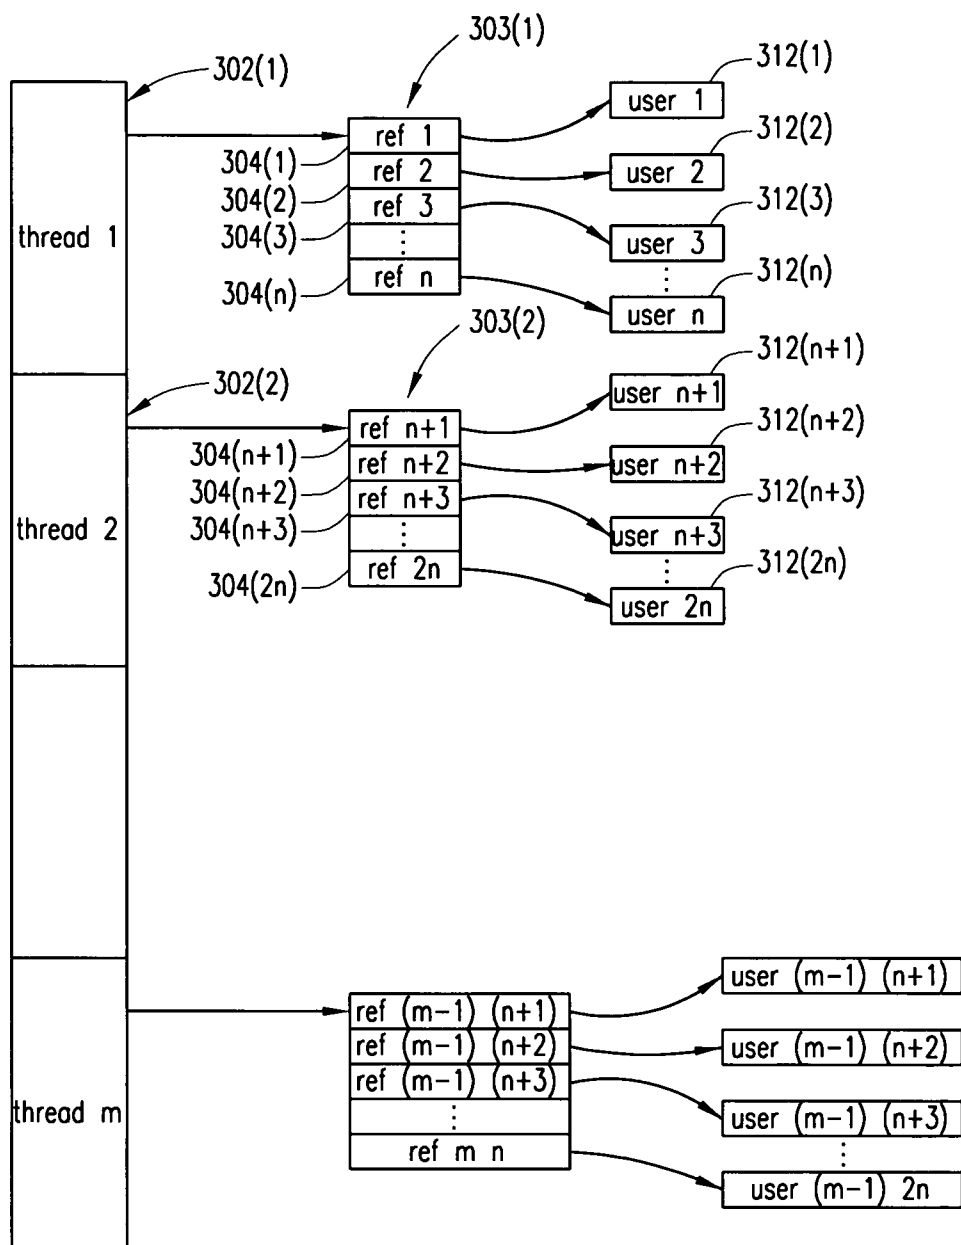 303(1)
302(1)
312(1)
user 1
ref 1
304(1)
312(2)
ref 2
user 2
304(2)
ref 3
312(3)
thread 1
304(3)
⋮
user 3
⋮
304(n)
ref n
312(n)
user n
303(2)
312(n+1)
302(2)
user n+1
ref n+1
304(n+1)
312(n+2)
ref n+2
user n+2
304(n+2)
ref n+3
312(n+3)
thread 2
304(n+3)
⋮
user n+3
⋮
304(2n)
ref 2n
312(2n)
user 2n
user (m-1) (n+1)
ref (m-1) (n+1)
ref (m-1) (n+2)
user (m-1) (n+2)
ref (m-1) (n+3)
thread m
⋮
user (m-1) (n+3)
⋮
ref m n
user (m-1) 2n